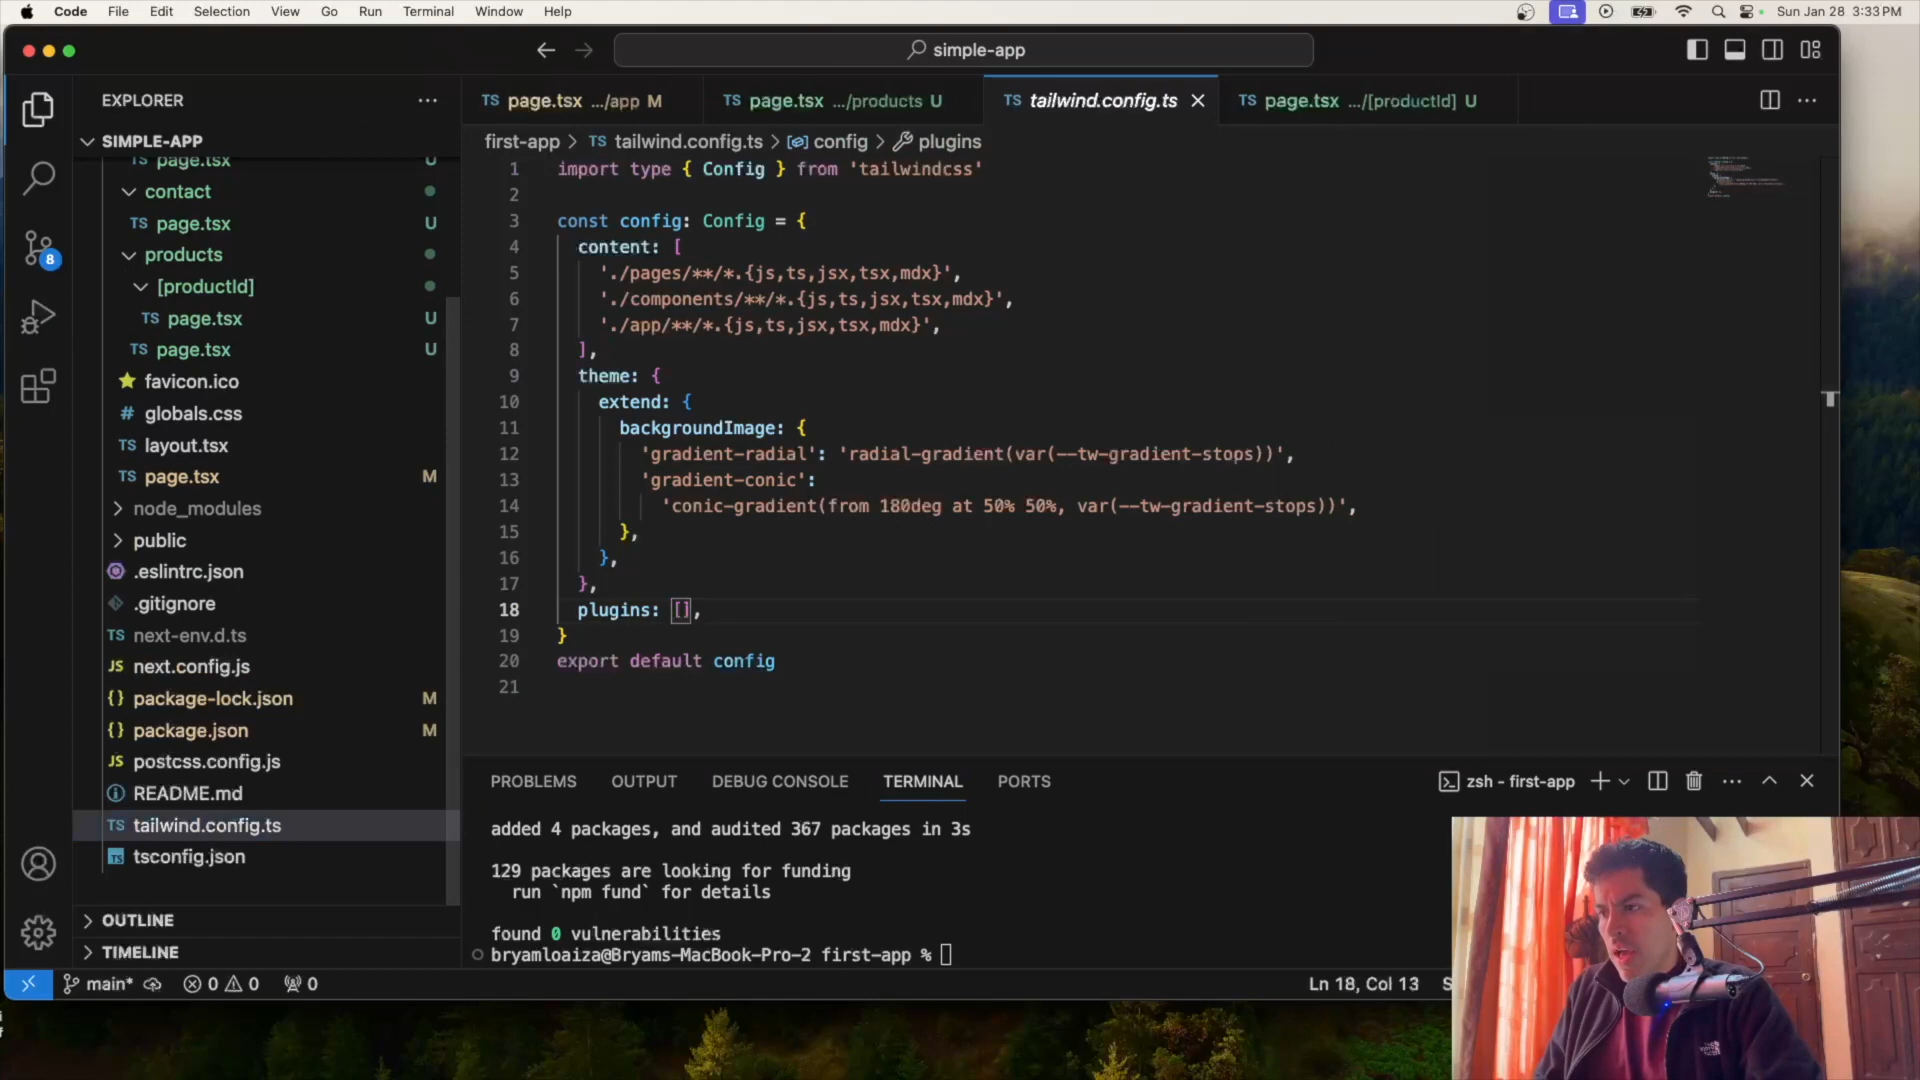 Code File Edit Selection View Go Run Terminal Window Help Sun Jan 28 3:33 PM
simple-app
EXPLORER
SIMPLE-APP
TS page.tsx U
contact
TS page.tsx U
products
[productId]
TS page.tsx U
TS page.tsx U
favicon.ico
# globals.css
TS layout.tsx
TS page.tsx M
node_modules
public
.eslintrc.json
.gitignore
TS next-env.d.ts
JS next.config.js
{} package-lock.json M
{} package.json M
JS postcss.config.js
README.md
TS tailwind.config.ts
TS tsconfig.json
OUTLINE
TIMELINE
8
TS page.tsx .../app M TS page.tsx .../products U TS tailwind.config.ts TS page.tsx .../[productId] U
first-app > TS tailwind.config.ts > config > plugins
1 import type { Config } from 'tailwindcss'
2
3 const config: Config = {
4 content: [
5 './pages/**/*.{js,ts,jsx,tsx,mdx}',
6 './components/**/*.{js,ts,jsx,tsx,mdx}',
7 './app/**/*.{js,ts,jsx,tsx,mdx}',
8 ],
9 theme: {
10 extend: {
11 backgroundImage: {
12 'gradient-radial': 'radial-gradient(var(--tw-gradient-stops))',
13 'gradient-conic':
14 'conic-gradient(from 180deg at 50% 50%, var(--tw-gradient-stops))',
15 },
16 },
17 },
18 plugins: [],
19 }
20 export default config
21
PROBLEMS OUTPUT DEBUG CONSOLE TERMINAL PORTS zsh - first-app
added 4 packages, and audited 367 packages in 3s
129 packages are looking for funding
run `npm fund` for details
found 0 vulnerabilities
bryamloaiza@Bryams-MacBook-Pro-2 first-app %
main* 0 0 0 Ln 18, Col 13